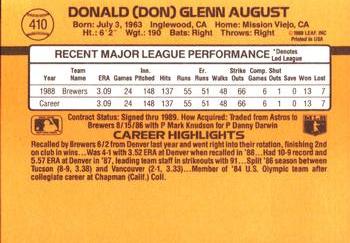 410
DONALD (DON) GLENN AUGUST
Born: July 3, 1963 Inglewood, CA Home: Mission Viejo, CA
Ht.: 6'2" Wgt.: 190 Bats: Right Throws: Right
© 1988 LEAF, INC.
Printed in USA
RECENT MAJOR LEAGUE PERFORMANCE *Denotes Led League
Year Team Name ERA Games Inn. Pitched Hits Runs Earned Runs Walks Strike Outs Comp. Games Shut Outs Save Won Lost
1988 Brewers 3.09 24 148 137 55 51 48 66 6 1 0 13 7
Career 3.09 24 148 137 55 51 48 66 6 1 0 13 7
Contract Status: Signed thru 1989. How Acquired: Traded from Astros to
Brewers 8/15/86 with P Mark Knudson for P Danny Darwin
CAREER HIGHLIGHTS
Recalled by Brewers 6/2 from Denver last year and went right into their rotation, finishing 2nd
on club in wins...Was 4-1 with 3.52 ERA at Denver when recalled in '88...Had 10-9 record and
5.57 ERA at Denver in '87, leading team staff in strikeouts with 91...Split '86 season between
Tucson (8-9, 3.38) and Vancouver (2-1, 3.33)...Member of '84 U.S. Olympic team after
collegiate career at Chapman (Calif.) Coll.